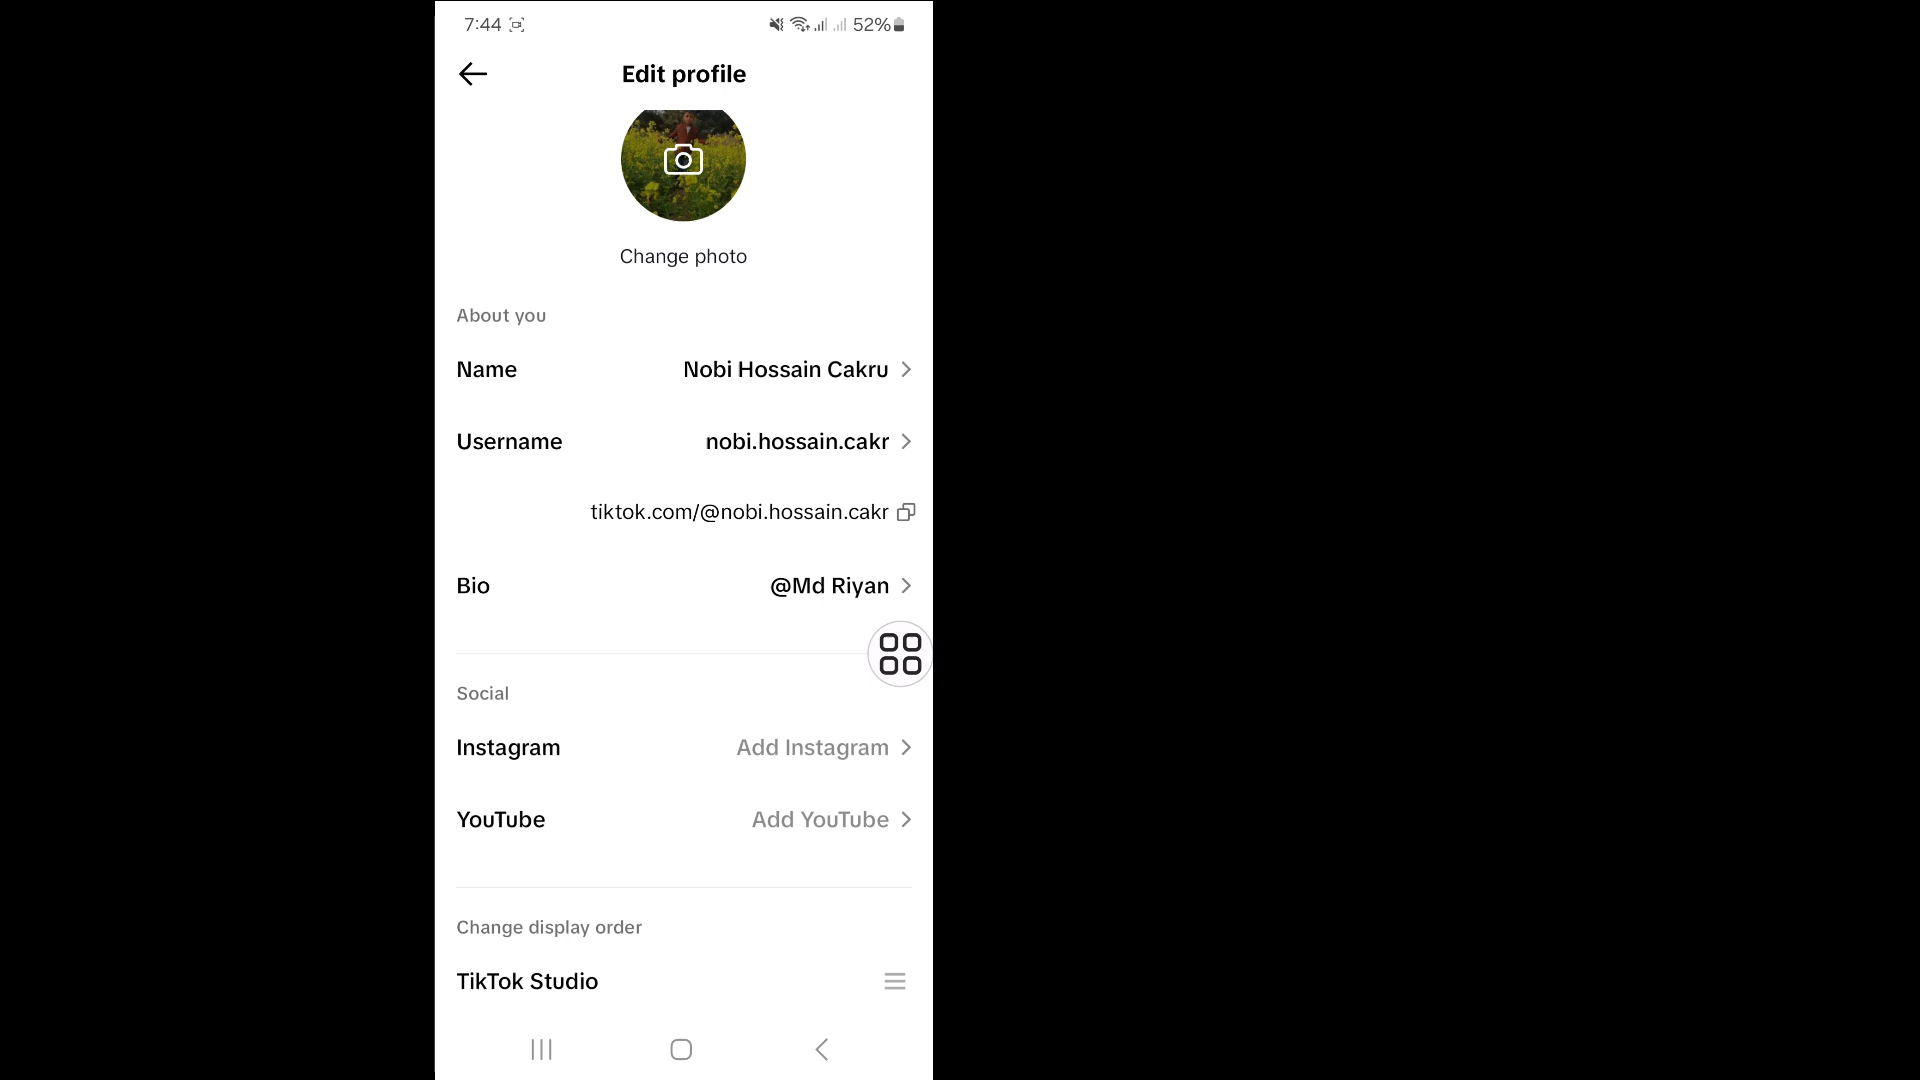 7:44 52%
Edit profile
Change photo
About you
Name Nobi Hossain Cakru
Username nobi.hossain.cakr
tiktok.com/@nobi.hossain.cakr
Bio @Md Riyan
Social
Instagram Add Instagram
YouTube Add YouTube
Change display order
TikTok Studio